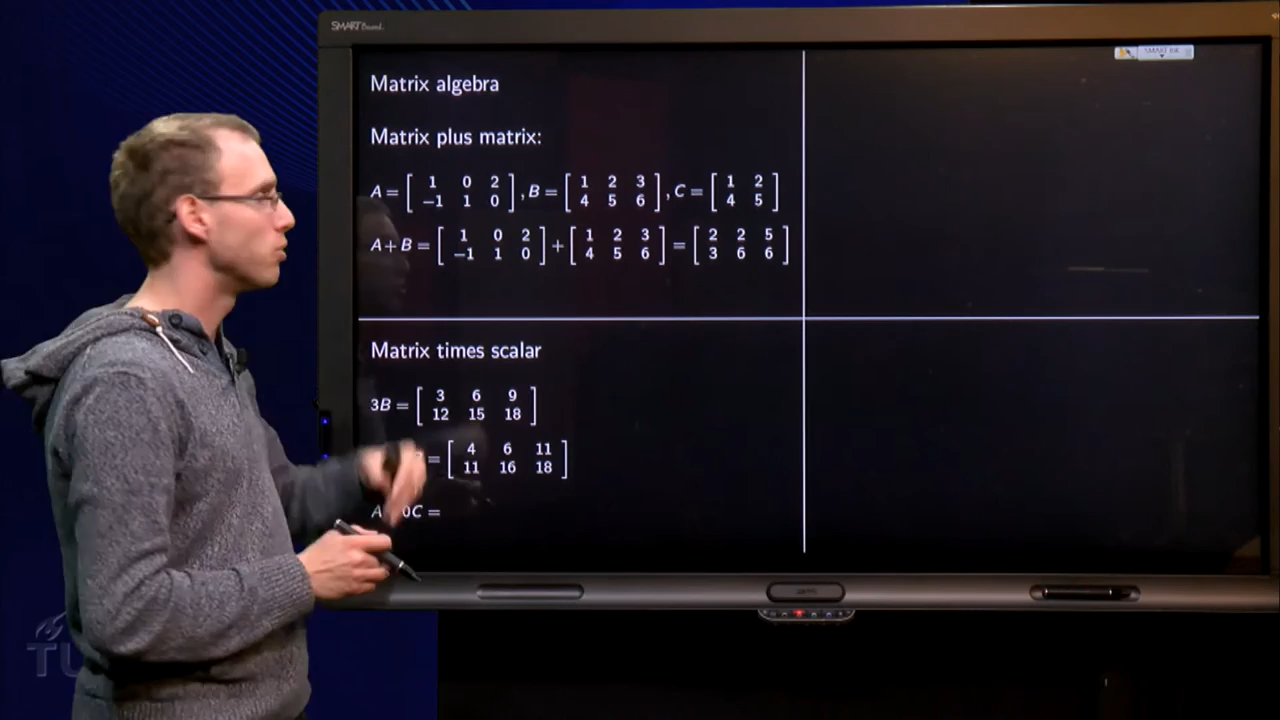 SMART Board
SMART Ink
Matrix algebra
Matrix plus matrix:
A = [ 1 0 2 ; −1 1 0 ], B = [ 1 2 3 ; 4 5 6 ], C = [ 1 2 ; 4 5 ]
A + B = [ 1 0 2 ; −1 1 0 ] + [ 1 2 3 ; 4 5 6 ] = [ 2 2 5 ; 3 6 6 ]
Matrix times scalar
3B = [ 3 6 9 ; 12 15 18 ]
= [ 4 6 11 ; 11 16 18 ]
A 0C =
TU